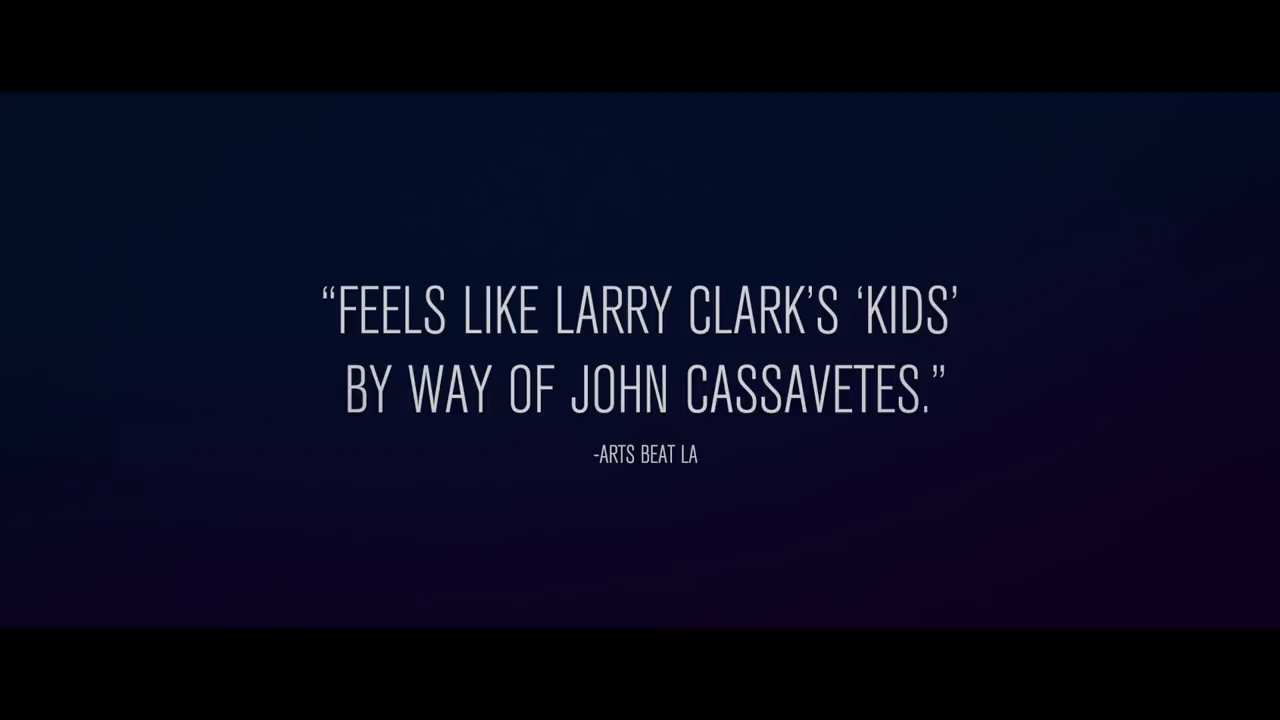 “FEELS LIKE LARRY CLARK’S ‘KIDS’
BY WAY OF JOHN CASSAVETES.”
-ARTS BEAT LA